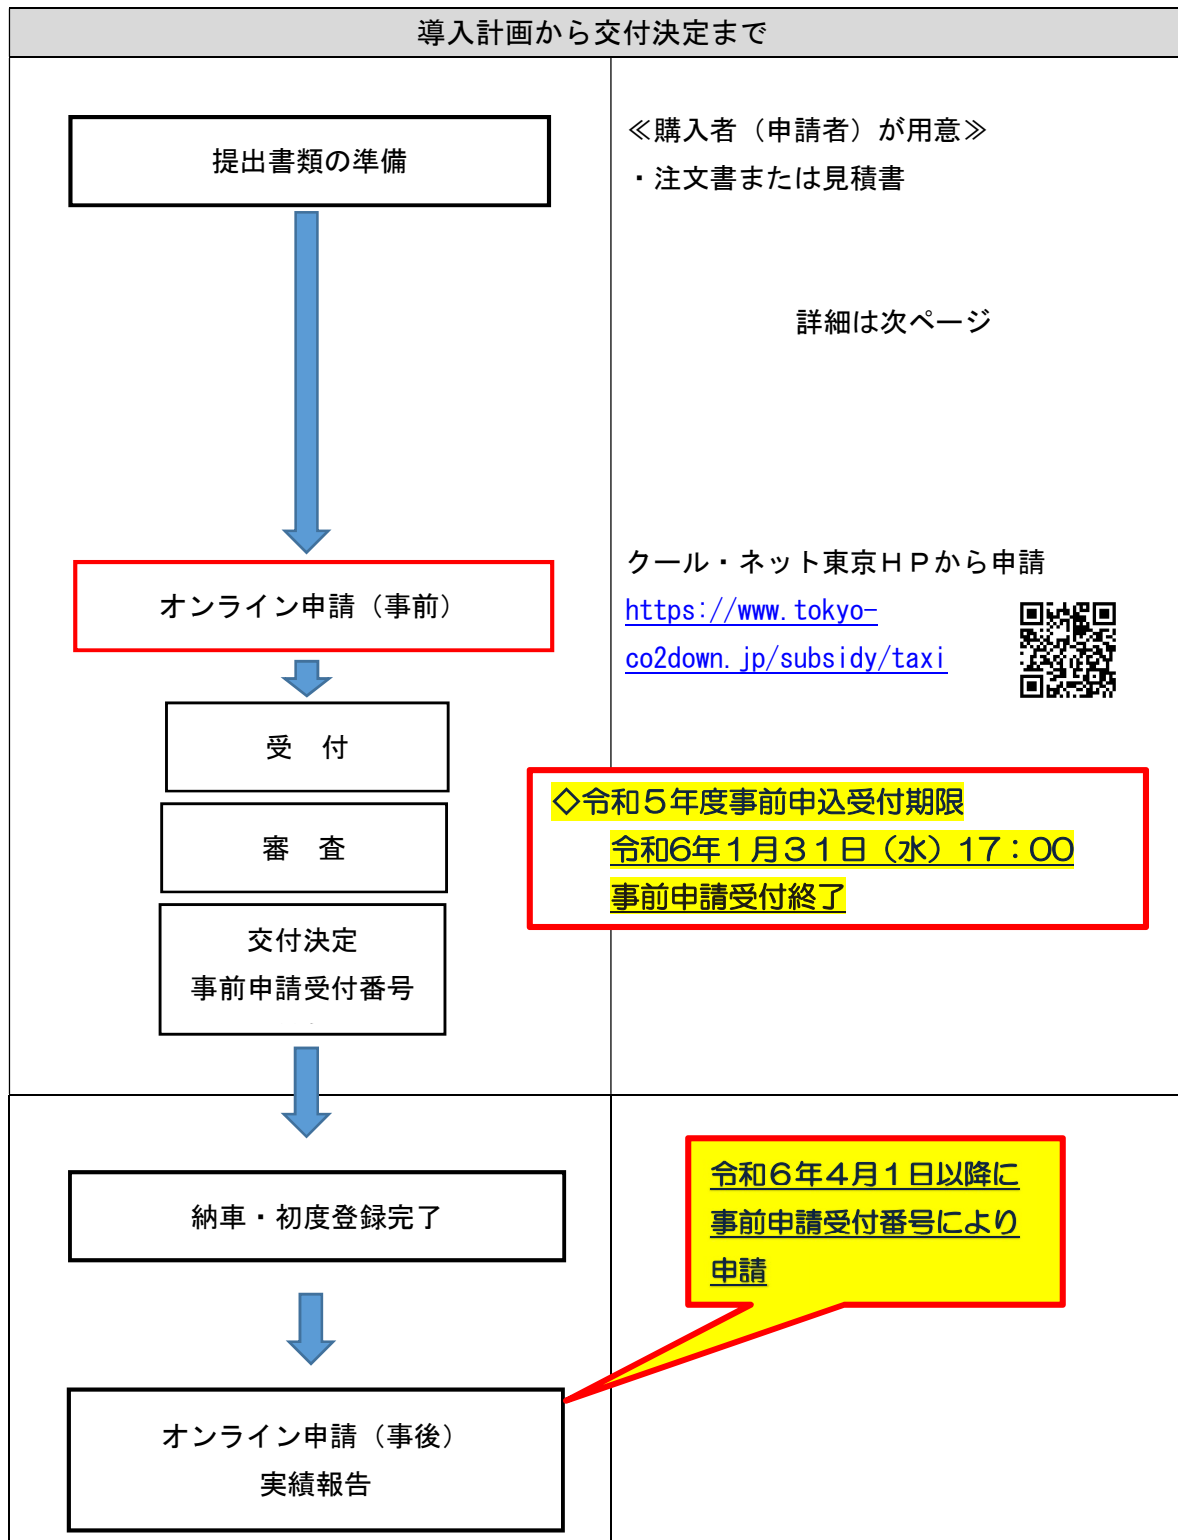 導入計画から交付決定まで
提出書類の準備
≪購入者（申請者）が用意≫
・注文書または見積書
詳細は次ページ
オンライン申請（事前）
クール・ネット東京ＨＰから申請
https://www.tokyo-
co2down.jp/subsidy/taxi
受　付
審　査
◇令和５年度事前申込受付期限
令和6年１月３１日（水）１７：００
事前申請受付終了
交付決定
事前申請受付番号
納車・初度登録完了
令和６年４月１日以降に
事前申請受付番号により
申請
オンライン申請（事後）
実績報告